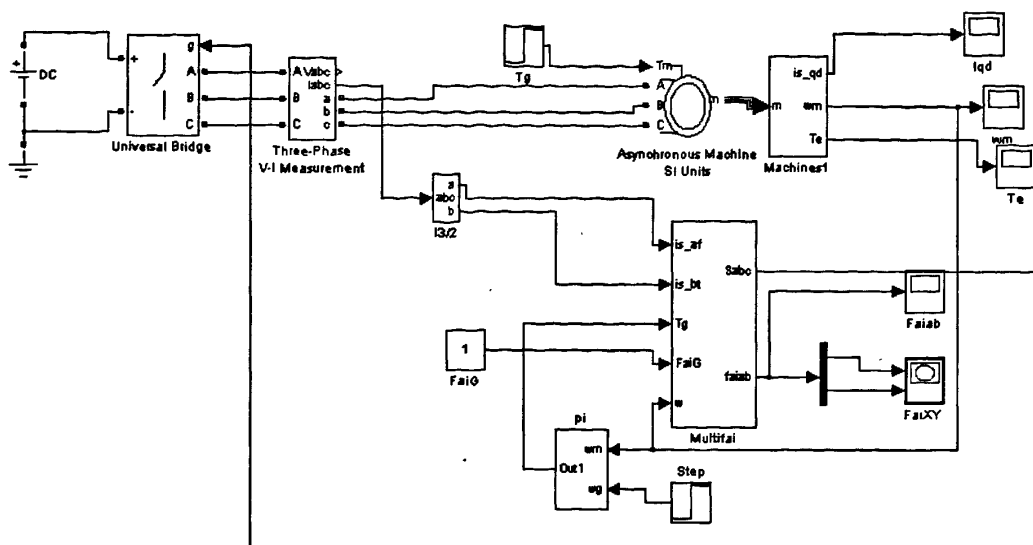 DC
+
+
-
g
A
B
C
Universal Bridge
A
B
C
Vabc
Iabc
a
b
c
Three-Phase
V-I Measurement
Tg
Tm
A
B
C
m
Asynchronous Machine
SI Units
m
is_qd
wm
Te
Machines1
Iqd
wm
Te
abc
a
b
I3/2
is_af
is_bt
Tg
FaiG
w
Sabc
faiab
Multifai
1
FaiG
Faiab
FaiXY
pi
Out1
wm
wg
Step